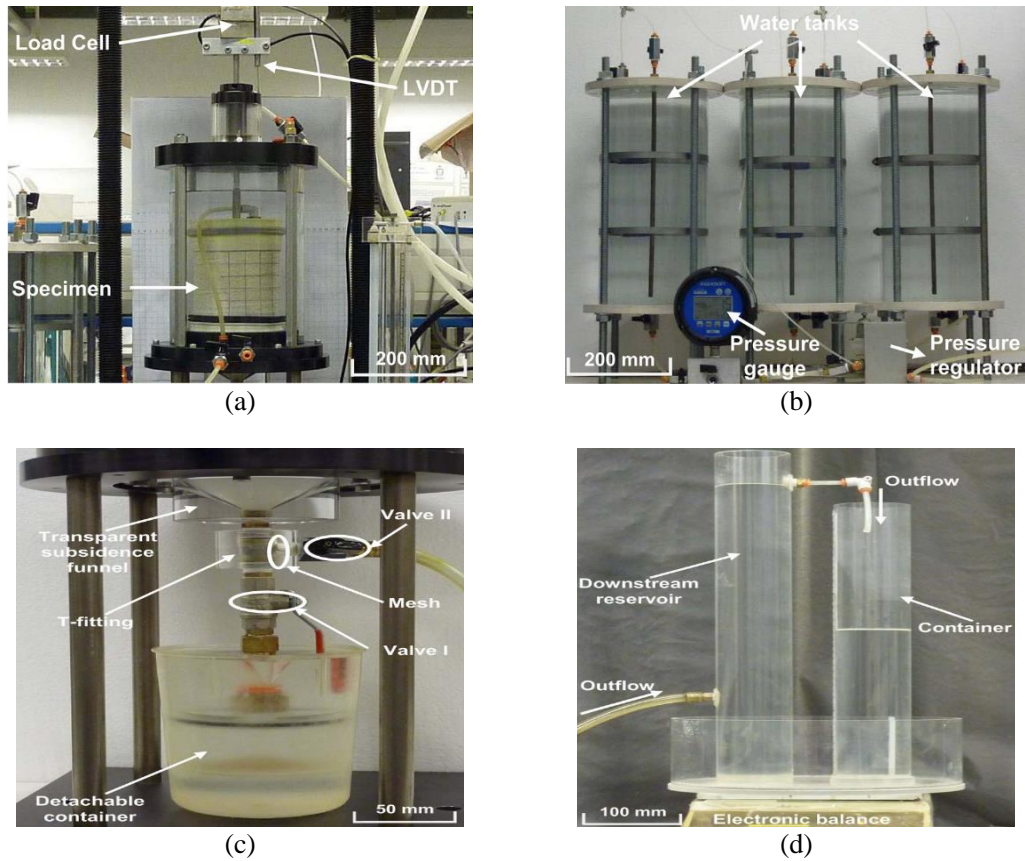 Load Cell
LVDT
Specimen
200 mm
(a)
Water tanks
Pressure
gauge
Pressure
regulator
200 mm
(b)
Valve II
Transparent
subsidence
funnel
T-fitting
Mesh
Valve I
Detachable
container
50 mm
(c)
Outflow
Downstream
reservoir
Container
Outflow
100 mm
Electronic balance
(d)